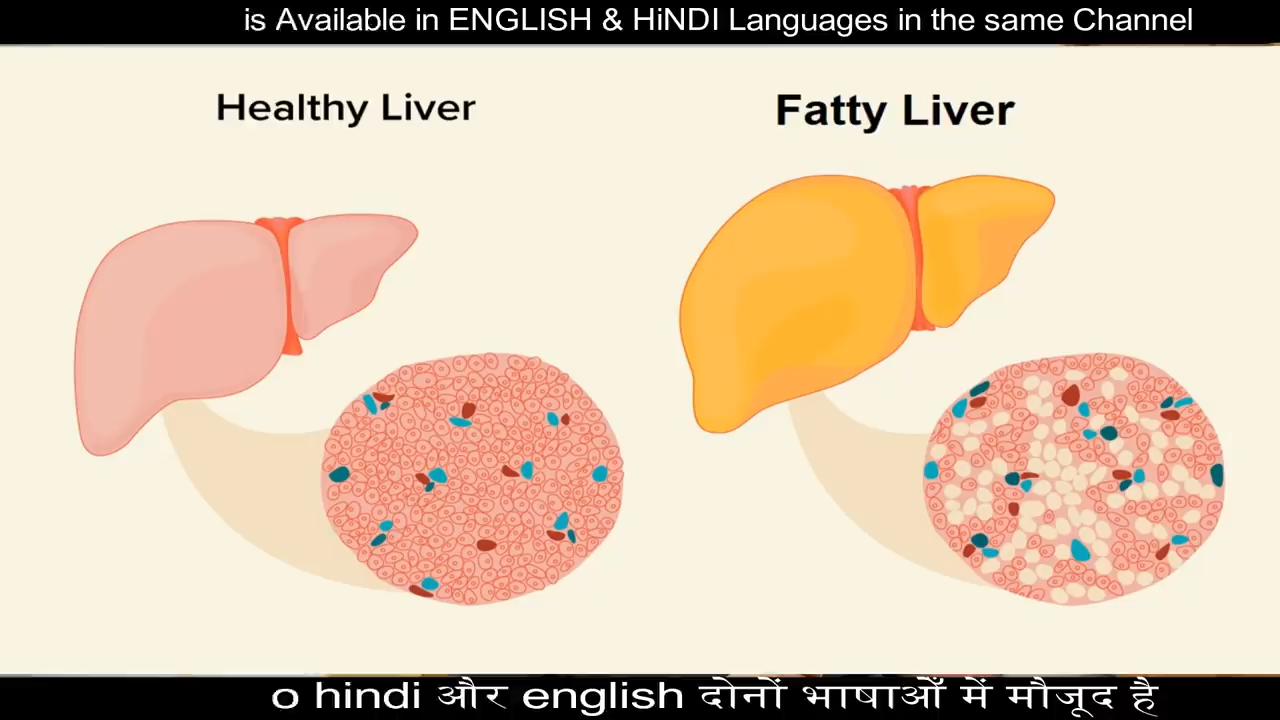 is Available in ENGLISH & HiNDI Languages in the same Channel
Healthy Liver
Fatty Liver
o hindi और english दोनों भाषाओं में मौजूद है